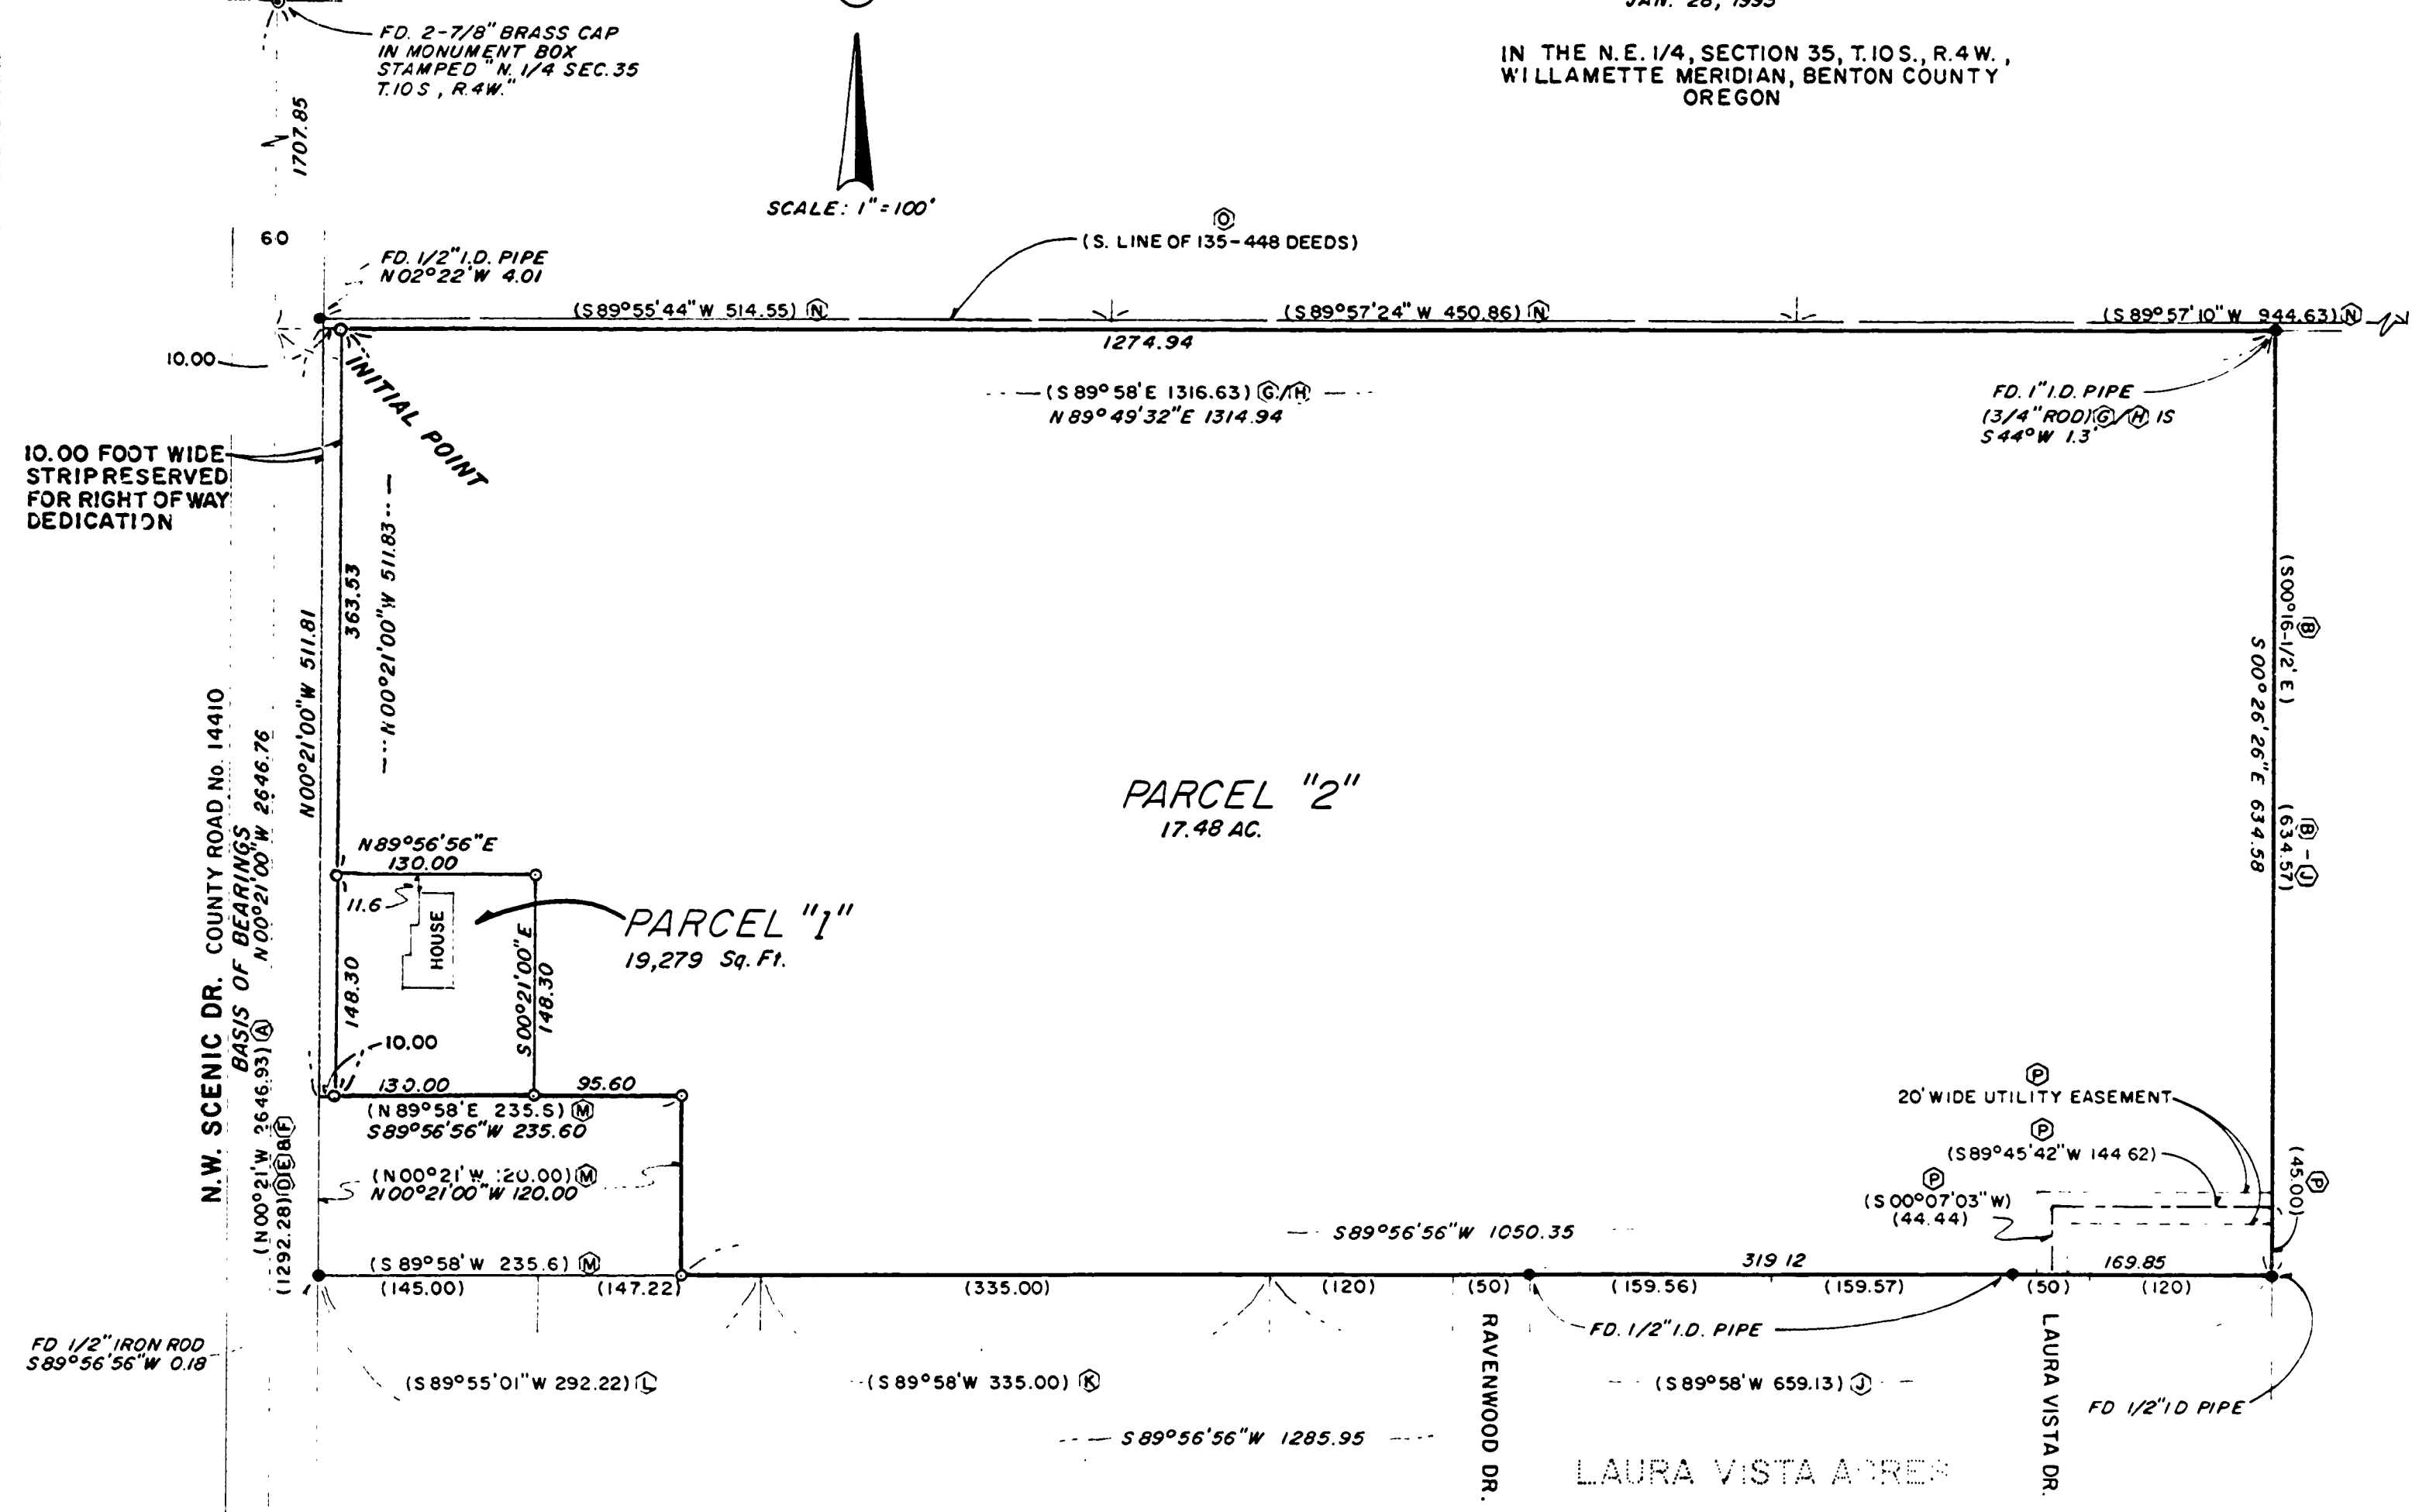 JAN. 28, 1993
FD. 2-7/8" BRASS CAP
IN MONUMENT BOX
STAMPED "N. 1/4 SEC. 35
T.10S, R.4W."
IN THE N.E. 1/4, SECTION 35, T.10S., R.4W.,
WILLAMETTE MERIDIAN, BENTON COUNTY
OREGON
1707.85
SCALE: 1"=100'
60
FD. 1/2" I.D. PIPE
N02°22'W 4.01
O
(S. LINE OF 135-448 DEEDS)
(S89°55'44"W 514.55) N
(S89°57'24"W 450.86) N
(S89°57'10"W 944.63) N
1274.94
10.00
INITIAL POINT
(S89°58'E 1316.63) G/H
N89°49'32"E 1314.94
FD. 1" I.D. PIPE
(3/4" ROD) G/H IS
S44°W 1.3'
10.00 FOOT WIDE
STRIP RESERVED
FOR RIGHT OF WAY
DEDICATION
363.53
N00°21'00"W 511.83
N00°21'00"W 511.81
(S00°16-1/2'E) B
S00°26'26"E 634.58
(634.57) B-J
PARCEL "2"
17.48 AC.
N.W. SCENIC DR. COUNTY ROAD No. 14410
BASIS OF BEARINGS
N00°21'00"W 2646.76
(N00°21'W 2646.93) A
(1292.28) D E & F
N89°56'56"E
130.00
11.6
HOUSE
PARCEL "1"
19,279 Sq. Ft.
148.30
S00°21'00"E
148.30
10.00
130.00
95.60
(N89°58'E 235.5) M
S89°56'56"W 235.60
(N00°21'W 120.00) M
N00°21'00"W 120.00
P
20' WIDE UTILITY EASEMENT
P
(S89°45'42"W 144.62)
P
(S00°07'03"W)
(44.44)
(45.00) P
S89°56'56"W 1050.35
(S89°58'W 235.6) M
319.12
169.85
(145.00)
(147.22)
(335.00)
(120)
(50)
(159.56)
(159.57)
(50)
(120)
FD 1/2" IRON ROD
S89°56'56"W 0.18
RAVENWOOD DR.
FD. 1/2" I.D. PIPE
LAURA VISTA DR.
(S89°55'01"W 292.22) L
(S89°58'W 335.00) K
(S89°58'W 659.13) J
FD 1/2" I D PIPE
S89°56'56"W 1285.95
LAURA VISTA ACRES